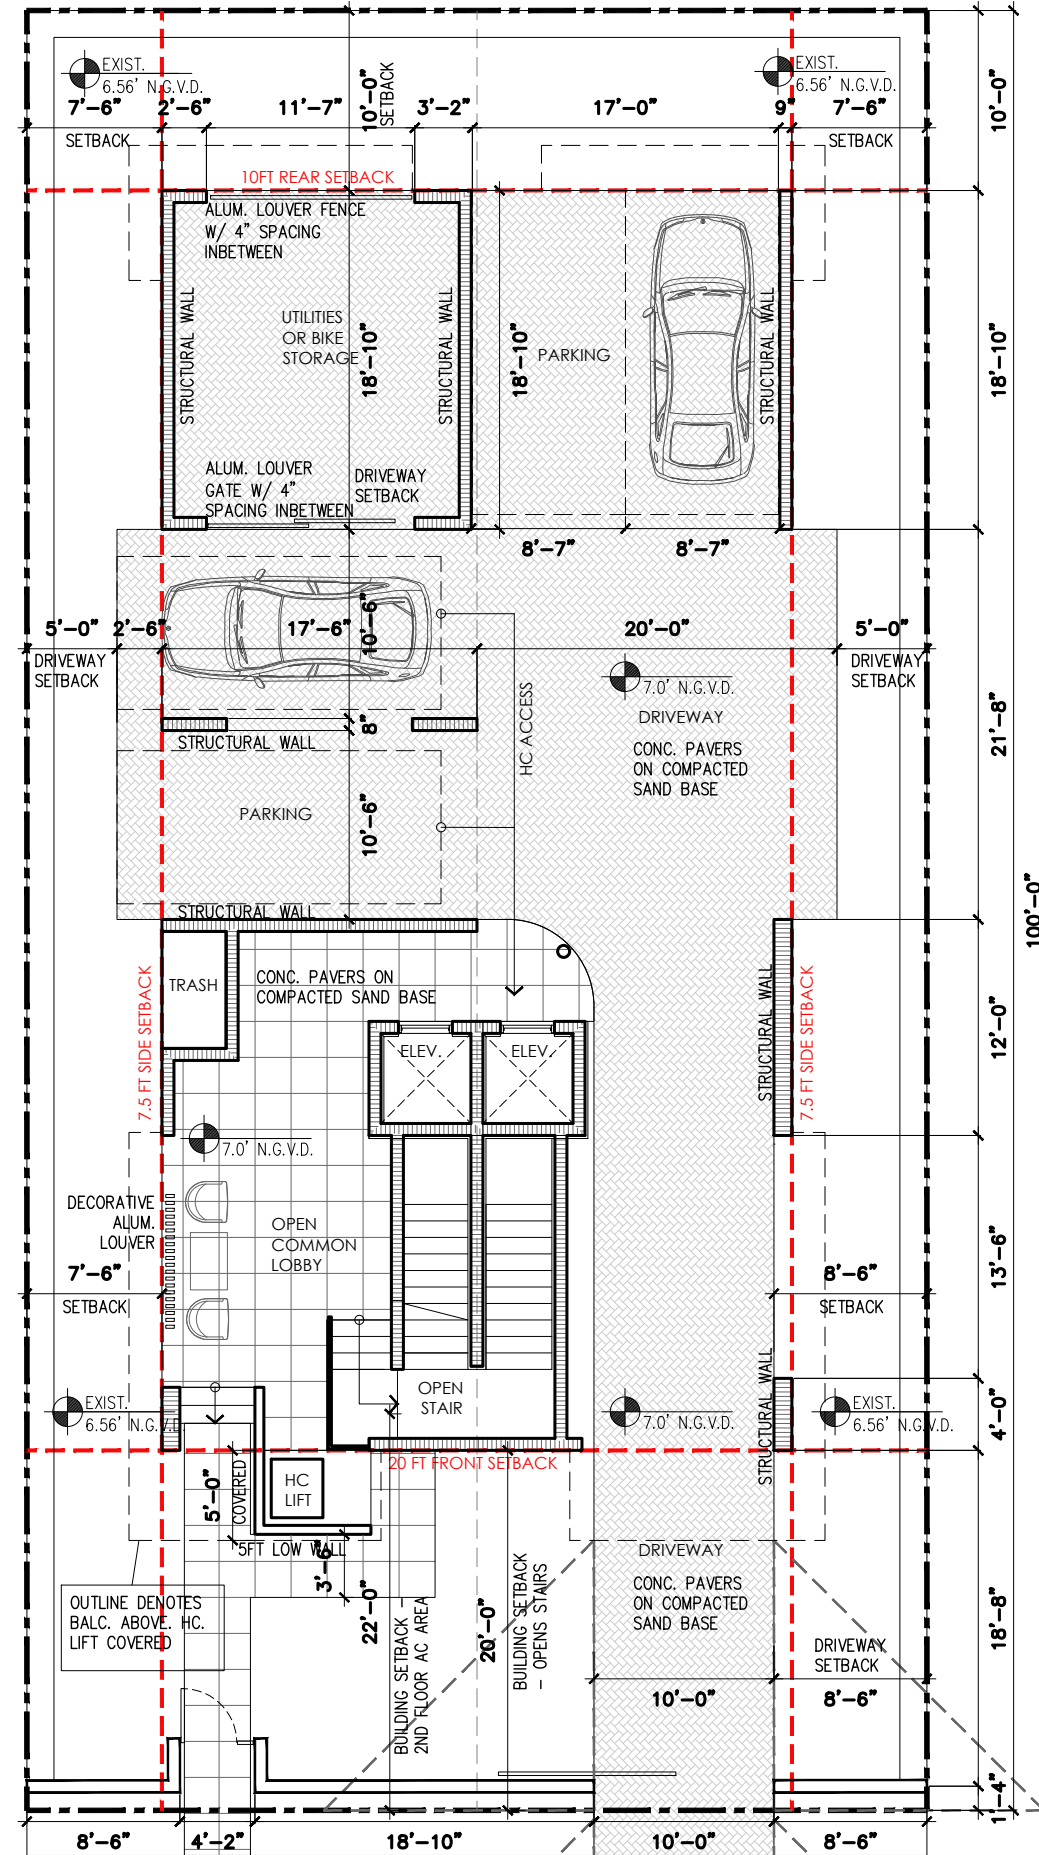 EXIST.
6.56' N.G.V.D.
EXIST.
6.56' N.G.V.D.
7'-6"
2'-6"
11'-7"
10'-0"
SETBACK
3'-2"
17'-0"
9"
7'-6"
10'-0"
SETBACK
SETBACK
10FT REAR SETBACK
ALUM. LOUVER FENCE
W/ 4" SPACING
INBETWEEN
STRUCTURAL WALL
UTILITIES
OR BIKE
STORAGE
18'-10"
STRUCTURAL WALL
18'-10"
PARKING
STRUCTURAL WALL
18'-10"
ALUM. LOUVER
GATE W/ 4"
SPACING INBETWEEN
DRIVEWAY
SETBACK
8'-7"
8'-7"
5'-0"
2'-6"
17'-6"
10'-6"
20'-0"
5'-0"
DRIVEWAY
SETBACK
DRIVEWAY
SETBACK
7.0' N.G.V.D.
HC ACCESS
DRIVEWAY
CONC. PAVERS
ON COMPACTED
SAND BASE
21'-8"
8"
STRUCTURAL WALL
PARKING
10'-6"
STRUCTURAL WALL
100'-0"
TRASH
CONC. PAVERS ON
COMPACTED SAND BASE
7.5 FT SIDE SETBACK
STRUCTURAL WALL
7.5 FT SIDE SETBACK
12'-0"
ELEV.
ELEV.
7.0' N.G.V.D.
DECORATIVE
ALUM.
LOUVER
OPEN
COMMON
LOBBY
7'-6"
SETBACK
8'-6"
SETBACK
13'-6"
OPEN
STAIR
EXIST.
6.56' N.G.V.D.
7.0' N.G.V.D.
STRUCTURAL WALL
EXIST.
6.56' N.G.V.D.
4'-0"
20 FT FRONT SETBACK
HC
LIFT
5'-0"
COVERED
5FT LOW WALL
3'-6"
OUTLINE DENOTES
BALC. ABOVE. HC.
LIFT COVERED
22'-0"
BUILDING SETBACK –
2ND FLOOR AC AREA
20'-0"
BUILDING SETBACK
– OPENS STAIRS
DRIVEWAY
CONC. PAVERS
ON COMPACTED
SAND BASE
18'-8"
DRIVEWAY
SETBACK
10'-0"
8'-6"
1'-4"
8'-6"
4'-2"
18'-10"
10'-0"
8'-6"